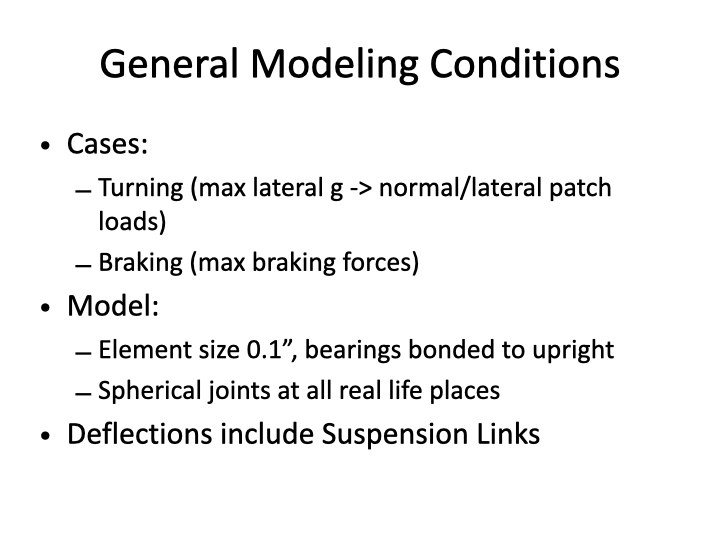 General Modeling Conditions
• Cases:
– Turning (max lateral g -> normal/lateral patch
loads)
– Braking (max braking forces)
• Model:
– Element size 0.1”, bearings bonded to upright
– Spherical joints at all real life places
• Deflections include Suspension Links